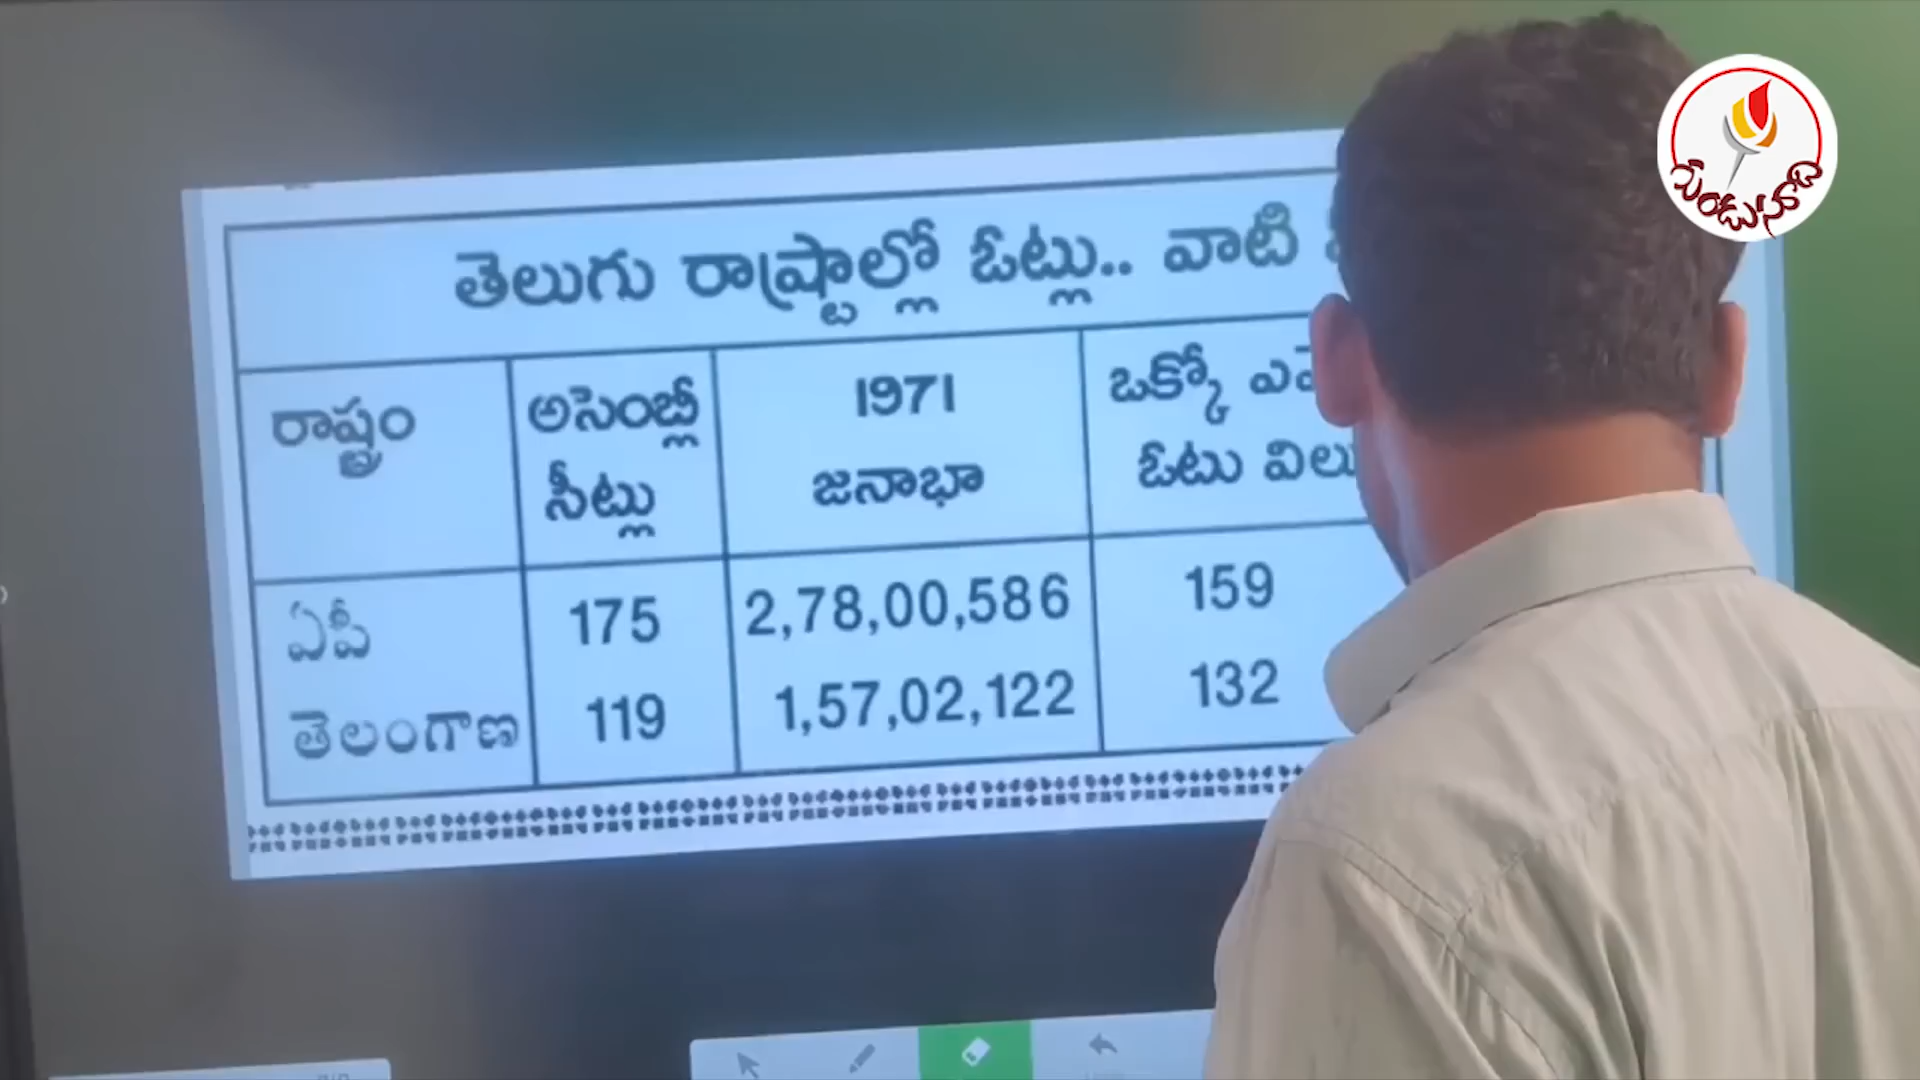 తెలుగు రాష్ట్రాల్లో ఓట్లు.. వాటి
రాష్ట్రం
అసెంబ్లీ
సీట్లు
1971
జనాభా
ఒక్కో
ఓటు
ఏపీ 175 2,78,00,586 159
తెలంగాణ 119 1,57,02,122 132